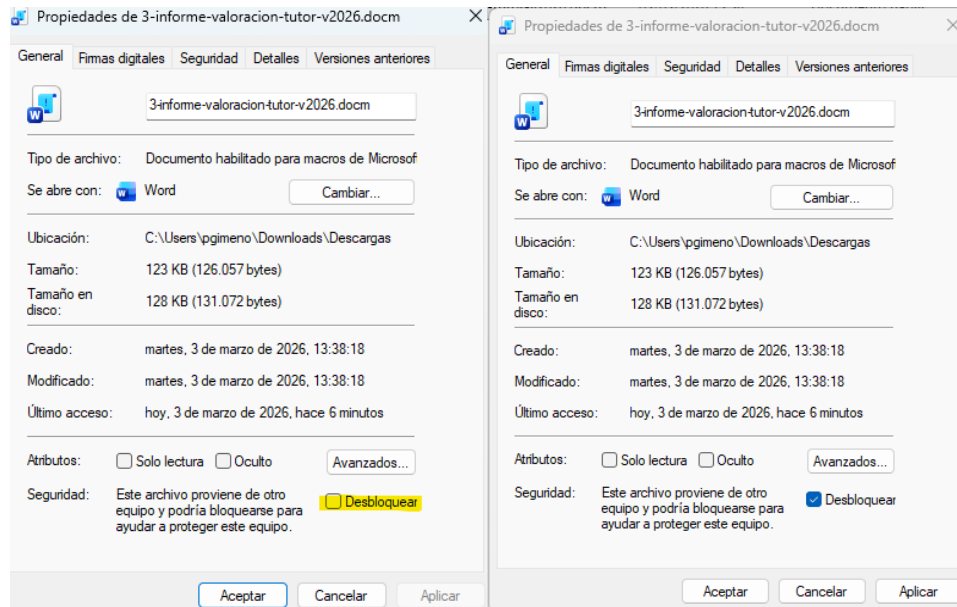 Propiedades de 3-informe-valoracion-tutor-v2026.docm
General Firmas digitales Seguridad Detalles Versiones anteriores
3-informe-valoracion-tutor-v2026.docm
Tipo de archivo: Documento habilitado para macros de Microsof
Se abre con: Word Cambiar...
Ubicación: C:\Users\pgimeno\Downloads\Descargas
Tamaño: 123 KB (126.057 bytes)
Tamaño en
disco: 128 KB (131.072 bytes)
Creado: martes, 3 de marzo de 2026, 13:38:18
Modificado: martes, 3 de marzo de 2026, 13:38:18
Último acceso: hoy, 3 de marzo de 2026, hace 6 minutos
Atributos: Solo lectura Oculto Avanzados...
Seguridad: Este archivo proviene de otro
equipo y podría bloquearse para
ayudar a proteger este equipo.
Desbloquear
Aceptar Cancelar Aplicar
Propiedades de 3-informe-valoracion-tutor-v2026.docm
General Firmas digitales Seguridad Detalles Versiones anteriores
3-informe-valoracion-tutor-v2026.docm
Tipo de archivo: Documento habilitado para macros de Microsof
Se abre con: Word Cambiar...
Ubicación: C:\Users\pgimeno\Downloads\Descargas
Tamaño: 123 KB (126.057 bytes)
Tamaño en
disco: 128 KB (131.072 bytes)
Creado: martes, 3 de marzo de 2026, 13:38:18
Modificado: martes, 3 de marzo de 2026, 13:38:18
Último acceso: hoy, 3 de marzo de 2026, hace 6 minutos
Atributos: Solo lectura Oculto Avanzados...
Seguridad: Este archivo proviene de otro
equipo y podría bloquearse para
ayudar a proteger este equipo.
Desbloquear
Aceptar Cancelar Aplicar